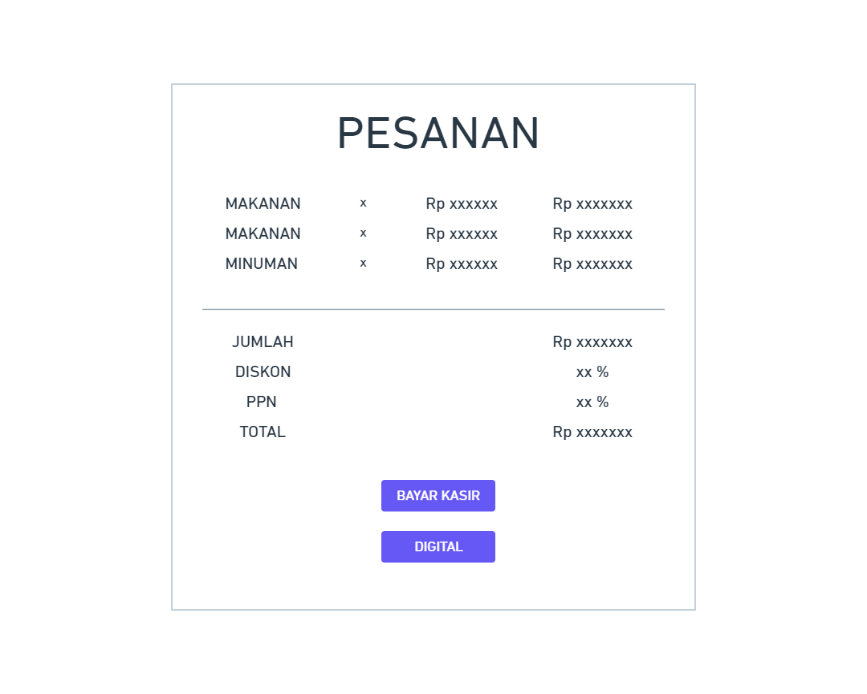 PESANAN
MAKANAN x Rp xxxxxx Rp xxxxxxx
MAKANAN x Rp xxxxxx Rp xxxxxxx
MINUMAN x Rp xxxxxx Rp xxxxxxx
JUMLAH Rp xxxxxxx
DISKON xx %
PPN xx %
TOTAL Rp xxxxxxx
BAYAR KASIR
DIGITAL